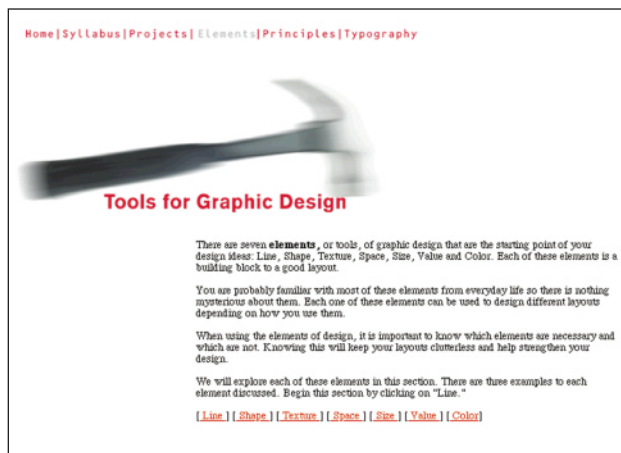 Home|Syllabus|Projects|Elements|Principles|Typography
Tools for Graphic Design
There are seven elements, or tools, of graphic design that are the starting point of your
design ideas: Line, Shape, Texture, Space, Size, Value and Color. Each of these elements is a
building block to a good layout.
You are probably familiar with most of these elements from everyday life so there is nothing
mysterious about them. Each one of these elements can be used to design different layouts
depending on how you use them.
When using the elements of design, it is important to know which elements are necessary and
which are not. Knowing this will keep your layouts clutterless and help strengthen your
design.
We will explore each of these elements in this section. There are three examples to each
element discussed. Begin this section by clicking on "Line."
[ Line ] [ Shape ] [ Texture ] [ Space ] [ Size ] [ Value ] [ Color]